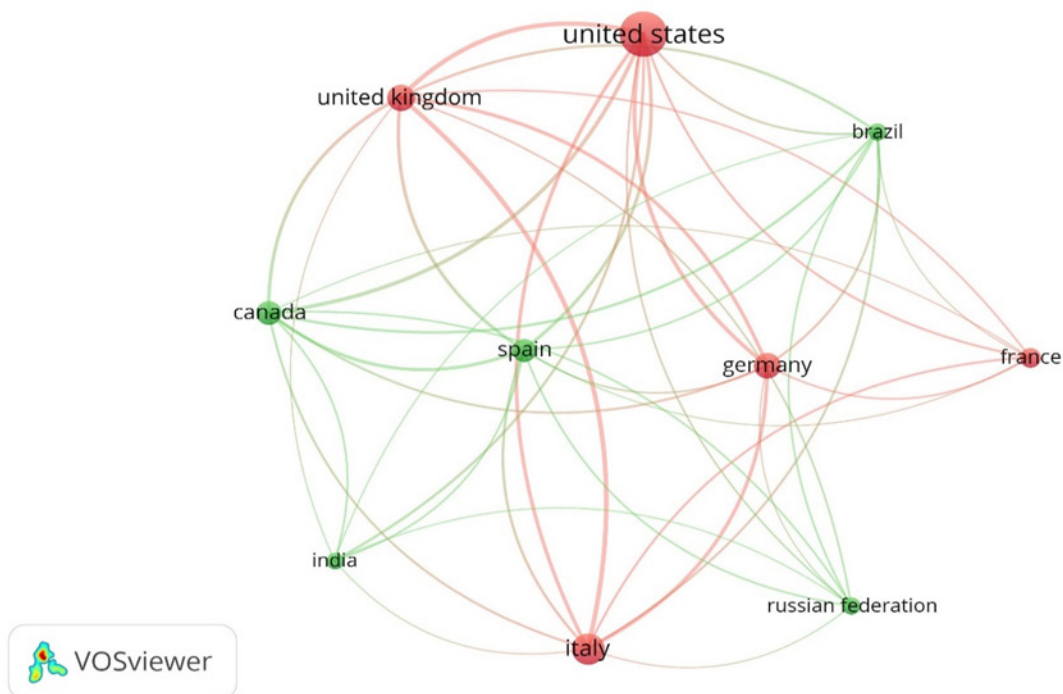 united states
united kingdom
brazil
canada
spain
germany
france
india
russian federation
italy
VOSviewer